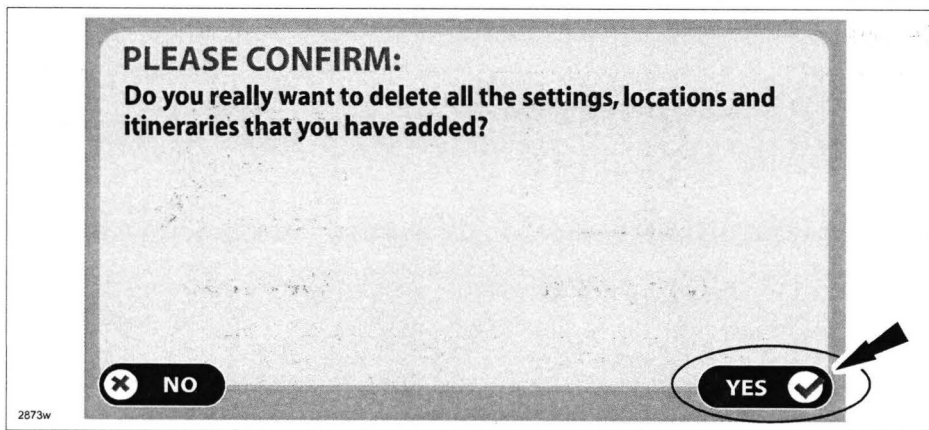 PLEASE CONFIRM:
Do you really want to delete all the settings, locations and
itineraries that you have added?
NO
YES
2873w